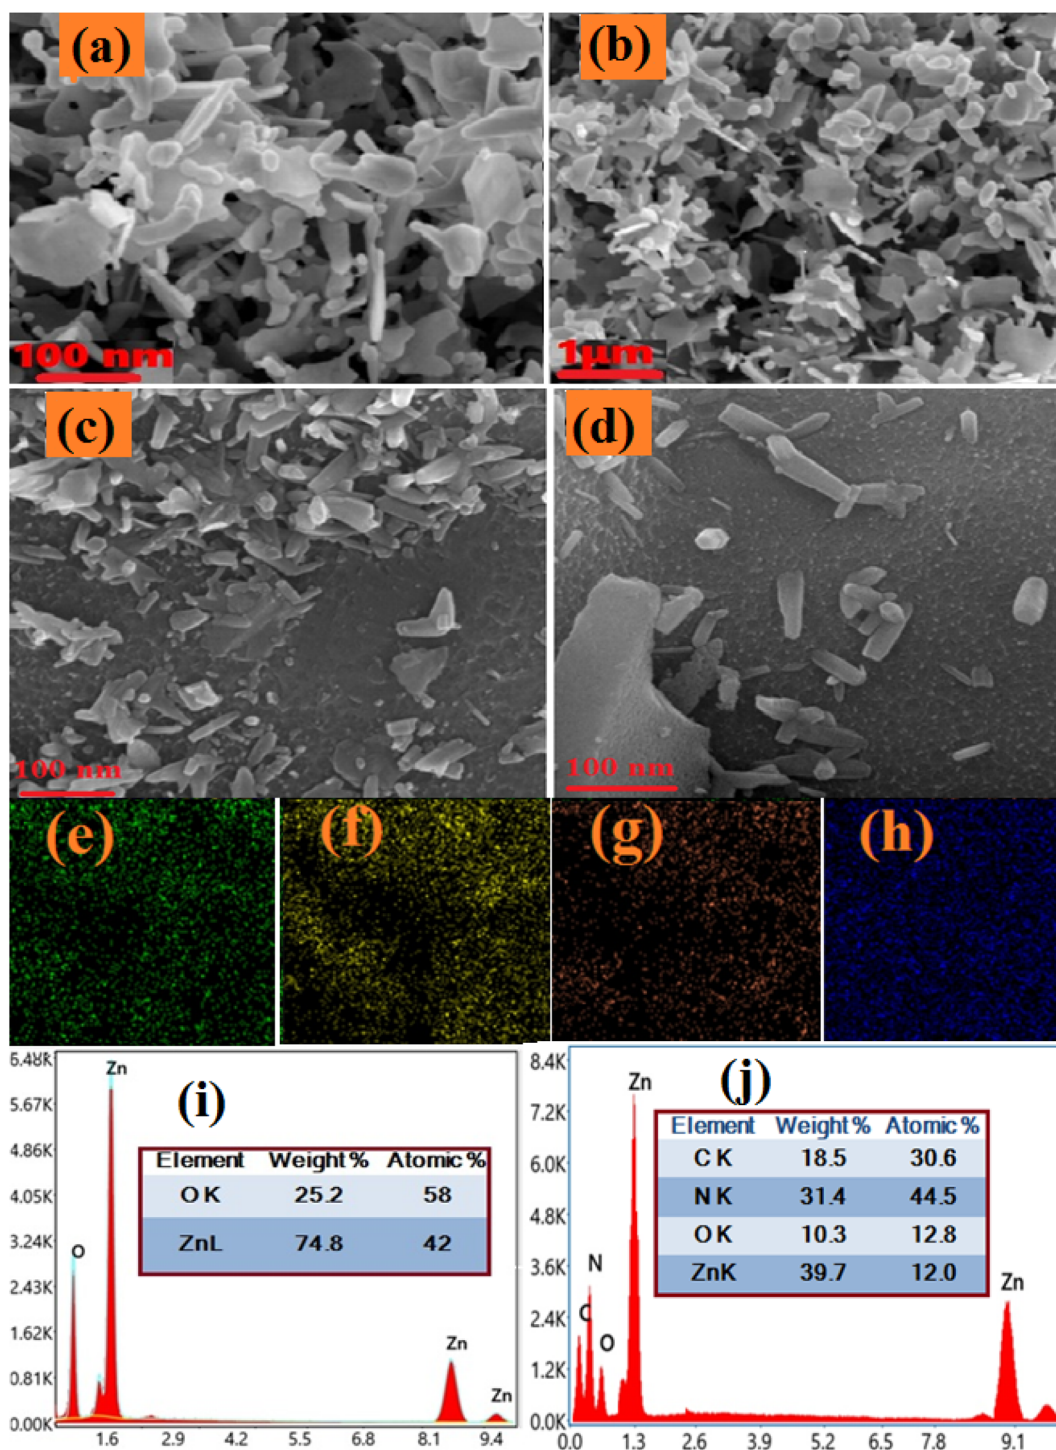 (a)
(b)
100 nm
1µm
(c)
(d)
100 nm
100 nm
(e)
(f)
(g)
(h)
6.48K
5.67K
4.86K
4.05K
3.24K
2.43K
1.62K
0.81K
0.00K
Zn
(i)
Element Weight % Atomic %
O K 25.2 58
ZnL 74.8 42
O
Zn
Zn
1.6 2.9 4.2 5.5 6.8 8.1 9.4
8.4K
7.2K
6.0K
4.8K
3.6K
2.4K
1.2K
0.0K
Zn
(j)
Element Weight % Atomic %
C K 18.5 30.6
N K 31.4 44.5
O K 10.3 12.8
ZnK 39.7 12.0
N
C
O
Zn
0.0 1.3 2.6 3.9 5.2 6.5 7.8 9.1